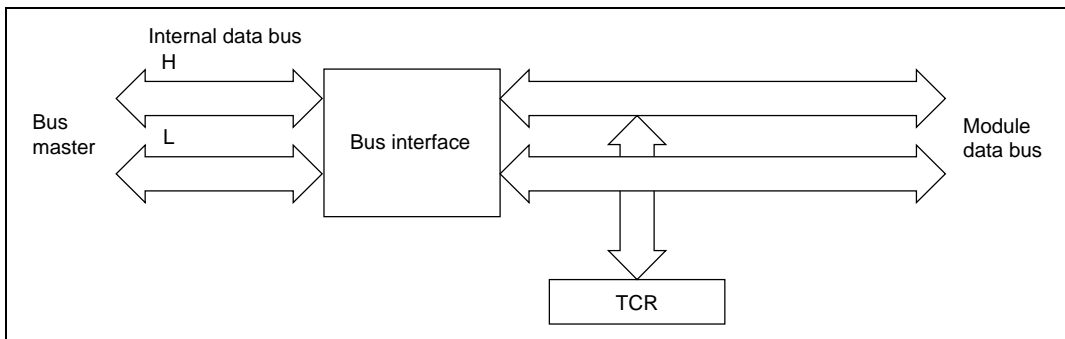 Internal data bus
H
Bus
master
L
Bus interface
Module
data bus
TCR